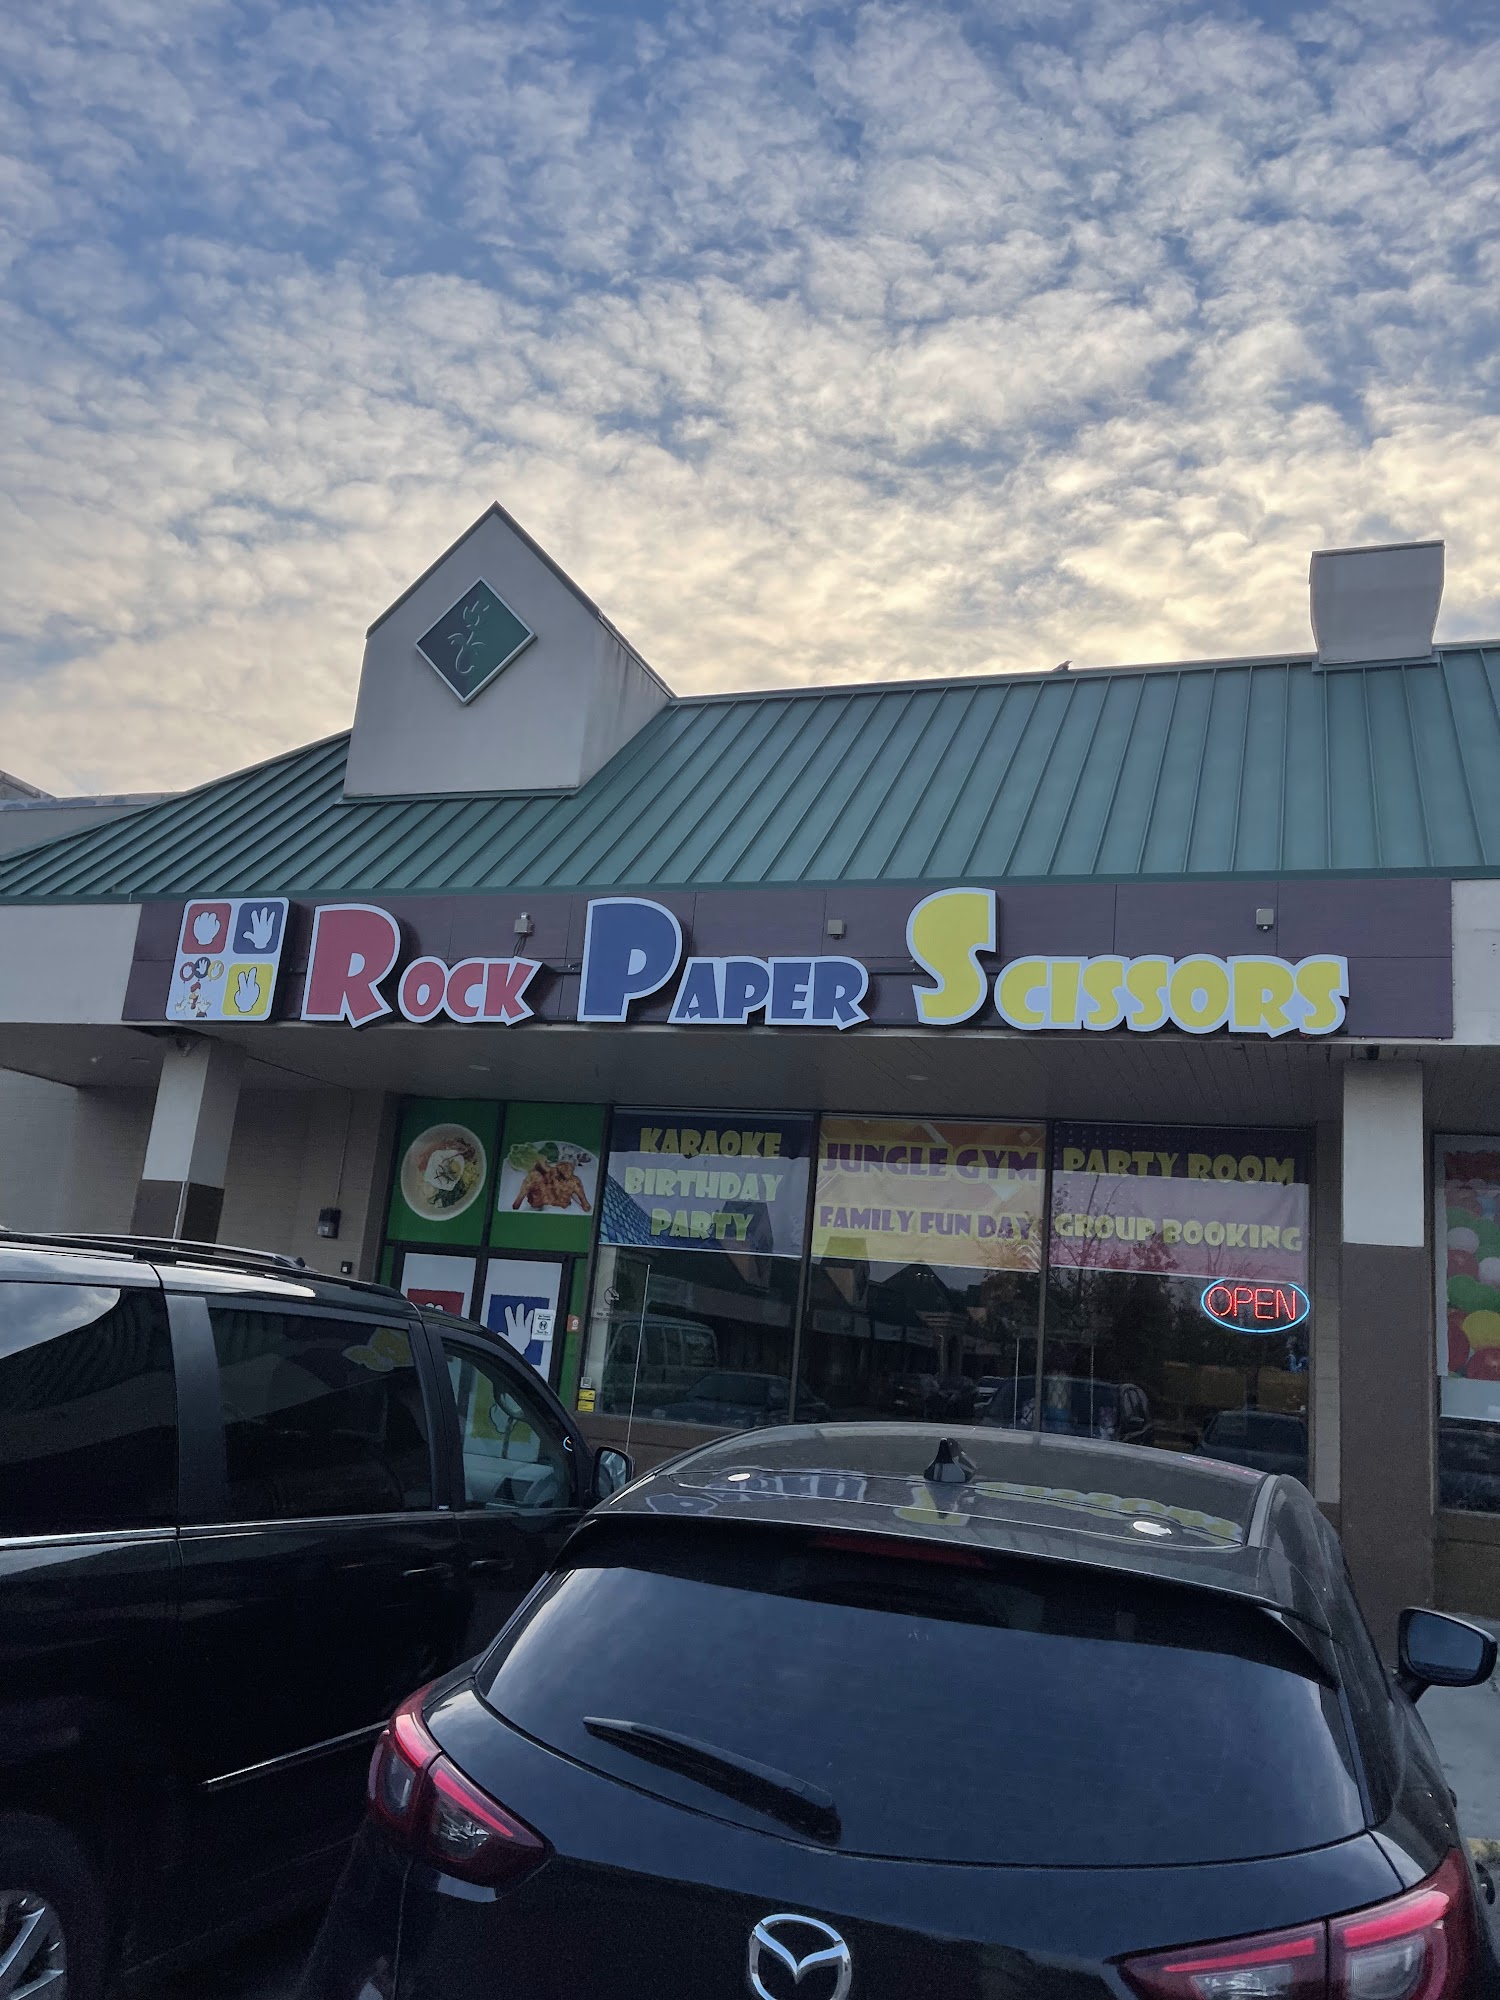 ROCK PAPER SCISSORS
KARAOKE
BIRTHDAY
PARTY
JUNGLE GYM
FAMILY FUN DAY
PARTY ROOM
GROUP BOOKING
OPEN